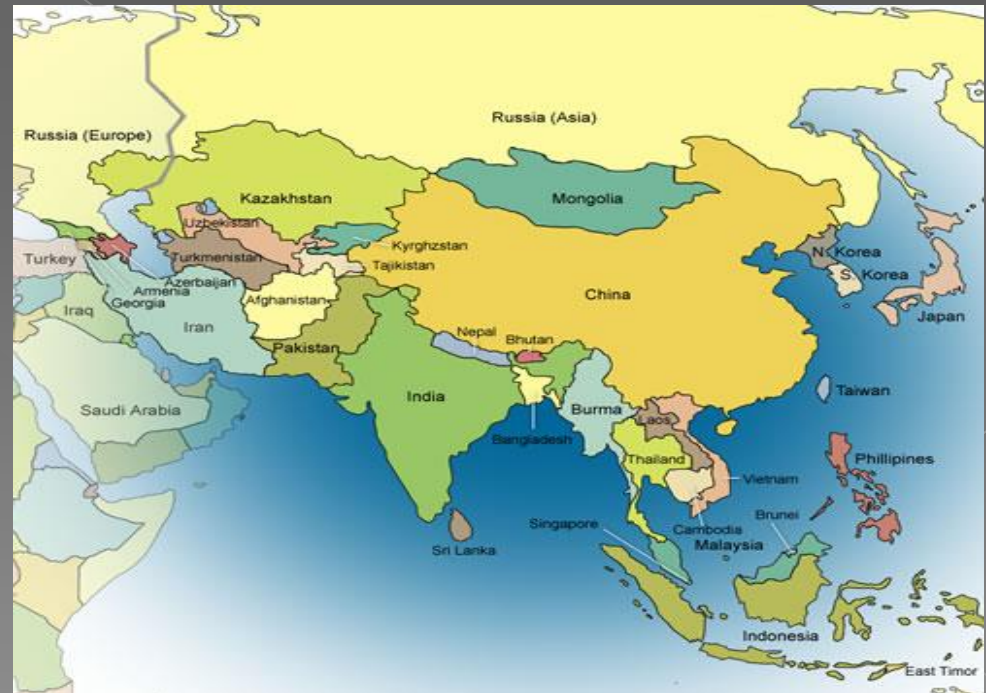 Russia (Asia)
Russia (Europe)
Kazakhstan
Mongolia
Uzbekistan
Kyrghzstan
N. Korea
Turkey
Turkmenistan
Tajikistan
S. Korea
Azerbaijan
Armenia
Georgia
Afghanistan
China
Iraq
Iran
Japan
Nepal
Bhutan
Pakistan
Taiwan
India
Saudi Arabia
Burma
Laos
Bangladesh
Thailand
Phillipines
Vietnam
Singapore
Cambodia
Brunei
Sri Lanka
Malaysia
Indonesia
East Timor